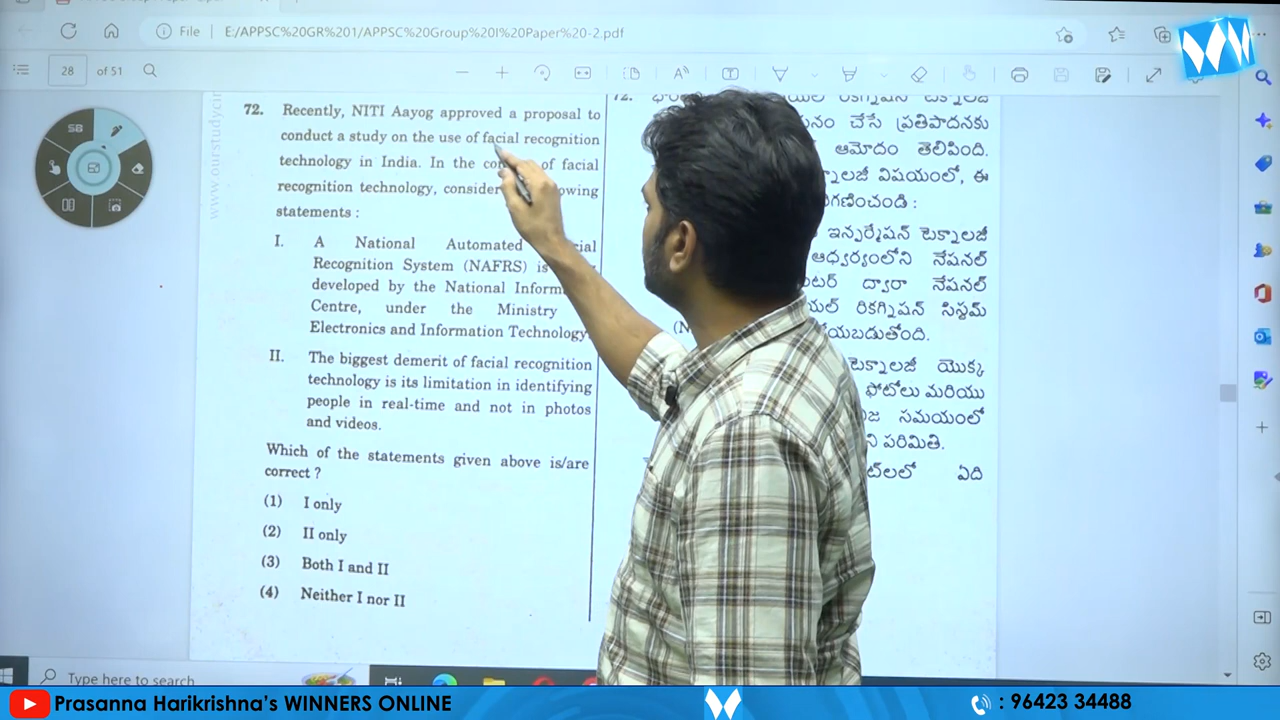 File E:/APPSC%20GR%201/APPSC%20Group%20I%20Paper%20-2.pdf
28 of 51
www.ourstudycir
72. Recently, NITI Aayog approved a proposal to
conduct a study on the use of facial recognition
technology in India. In the of facial
recognition technology, consider
statements :
I. A National Automated
Recognition System (NAFRS) is
developed by the National
Centre, under the Ministry
Electronics and Information Technology
II. The biggest demerit of facial recognition
technology is its limitation in identifying
people in real-time and not in photos
and videos.
Which of the statements given above is/are
correct ?
(1) I only
(2) II only
(3) Both I and II
(4) Neither I nor II
72. రికగ్నిషన్
చేసే ప్రతిపాదనకు
ఆమోదం తెలిపింది.
విషయంలో, ఈ
ఇన్ఫర్మేషన్ టెక్నాలజీ
ఆధ్వర్యంలోని నేషనల్
ద్వారా నేషనల్
రికగ్నిషన్ సిస్టమ్
టెక్నాలజీ యొక్క
ఫోటోలు మరియు
సమయంలో
పరిమితి.
ఏది
SB
Type here to search
Prasanna Harikrishna's WINNERS ONLINE
: 96423 34488